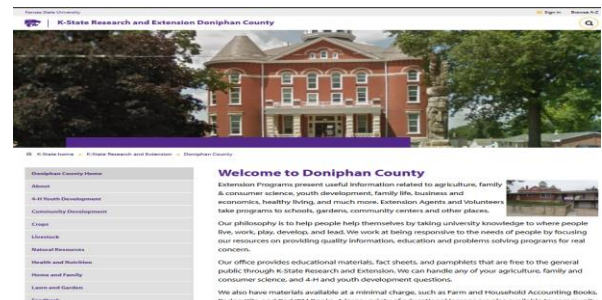 Kansas State University
Sign in Browse A-Z
K-State Research and Extension Doniphan County
K-State home » K-State Research and Extension » Doniphan County
Doniphan County Home
About
4-H Youth Development
Community Development
Crops
Livestock
Natural Resources
Health and Nutrition
Home and Family
Lawn and Garden
Welcome to Doniphan County
Extension Programs present useful information related to agriculture, family
& consumer science, youth development, family life, business and
economics, healthy living, and much more. Extension Agents and Volunteers
take programs to schools, gardens, community centers and other places.
Our philosophy is to help people help themselves by taking university knowledge to where people
live, work, play, develop, and lead. We work at being responsive to the needs of people by focusing
our resources on providing quality information, education and problems solving programs for real
concern.
Our office provides educational materials, fact sheets, and pamphlets that are free to the general
public through K-State Research and Extension. We can handle any of your agriculture, family and
consumer science, and 4-H and youth development questions.
We also have materials available at a minimal charge, such as Farm and Household Accounting Books,